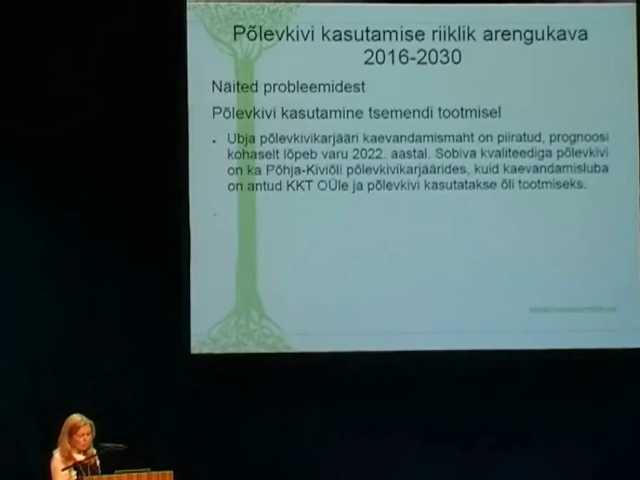 Põlevkivi kasutamise riiklik arengukava
2016-2030
Näited probleemidest
Põlevkivi kasutamine tsemendi tootmisel
Ubja põlevkivikarjääri kaevandamismaht on piiratud, prognoosi
kohaselt lõpeb varu 2022. aastal. Sobiva kvaliteediga põlevkivi
on ka Põhja-Kiviõli põlevkivikarjäärides, kuid kaevandamisluba
on antud KKT OÜle ja põlevkivi kasutatakse õli tootmiseks.